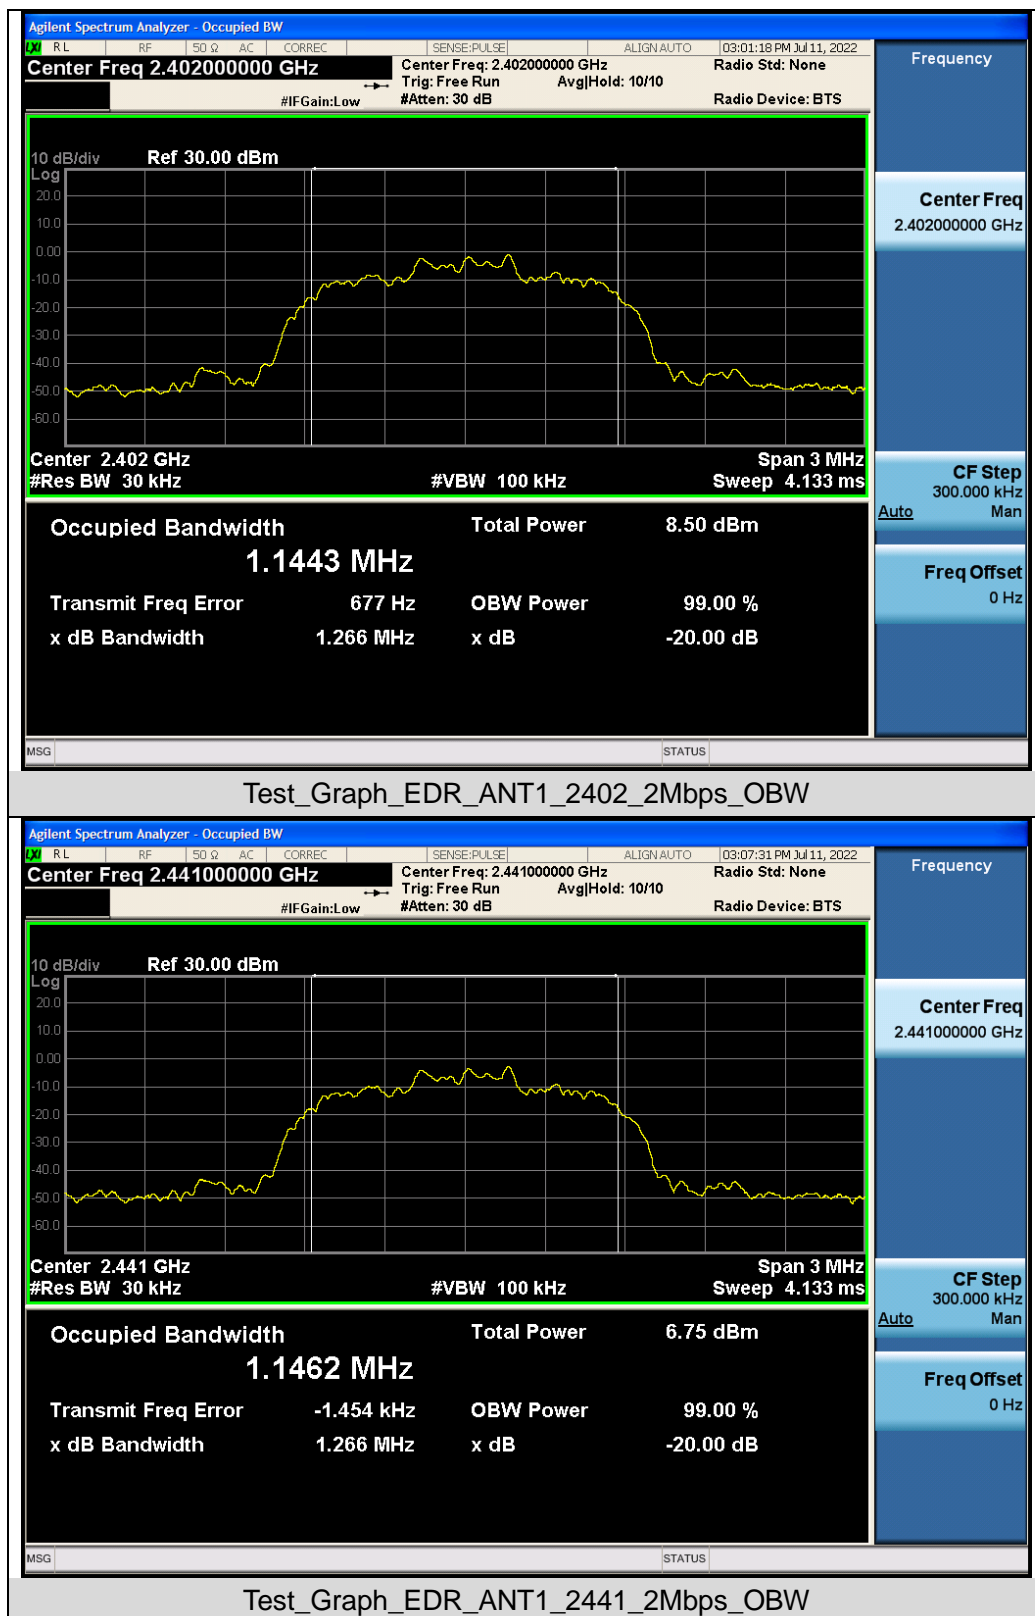 Agilent Spectrum Analyzer - Occupied BW
LXI RL RF 50 Ω AC CORREC SENSE:PULSE ALIGN AUTO 03:01:18 PM Jul 11, 2022
Center Freq 2.402000000 GHz Center Freq: 2.402000000 GHz Radio Std: None
Trig: Free Run Avg|Hold: 10/10
#IFGain:Low #Atten: 30 dB Radio Device: BTS
Frequency
10 dB/div Ref 30.00 dBm
Log
20.0
10.0
0.00
-10.0
-20.0
-30.0
-40.0
-50.0
-60.0
Center 2.402 GHz Span 3 MHz
#Res BW 30 kHz #VBW 100 kHz Sweep 4.133 ms
Center Freq
2.402000000 GHz
CF Step
300.000 kHz
Auto Man
Freq Offset
0 Hz
Occupied Bandwidth Total Power 8.50 dBm
1.1443 MHz
Transmit Freq Error 677 Hz OBW Power 99.00 %
x dB Bandwidth 1.266 MHz x dB -20.00 dB
MSG STATUS
Test_Graph_EDR_ANT1_2402_2Mbps_OBW
Agilent Spectrum Analyzer - Occupied BW
LXI RL RF 50 Ω AC CORREC SENSE:PULSE ALIGN AUTO 03:07:31 PM Jul 11, 2022
Center Freq 2.441000000 GHz Center Freq: 2.441000000 GHz Radio Std: None
Trig: Free Run Avg|Hold: 10/10
#IFGain:Low #Atten: 30 dB Radio Device: BTS
Frequency
10 dB/div Ref 30.00 dBm
Log
20.0
10.0
0.00
-10.0
-20.0
-30.0
-40.0
-50.0
-60.0
Center 2.441 GHz Span 3 MHz
#Res BW 30 kHz #VBW 100 kHz Sweep 4.133 ms
Center Freq
2.441000000 GHz
CF Step
300.000 kHz
Auto Man
Freq Offset
0 Hz
Occupied Bandwidth Total Power 6.75 dBm
1.1462 MHz
Transmit Freq Error -1.454 kHz OBW Power 99.00 %
x dB Bandwidth 1.266 MHz x dB -20.00 dB
MSG STATUS
Test_Graph_EDR_ANT1_2441_2Mbps_OBW